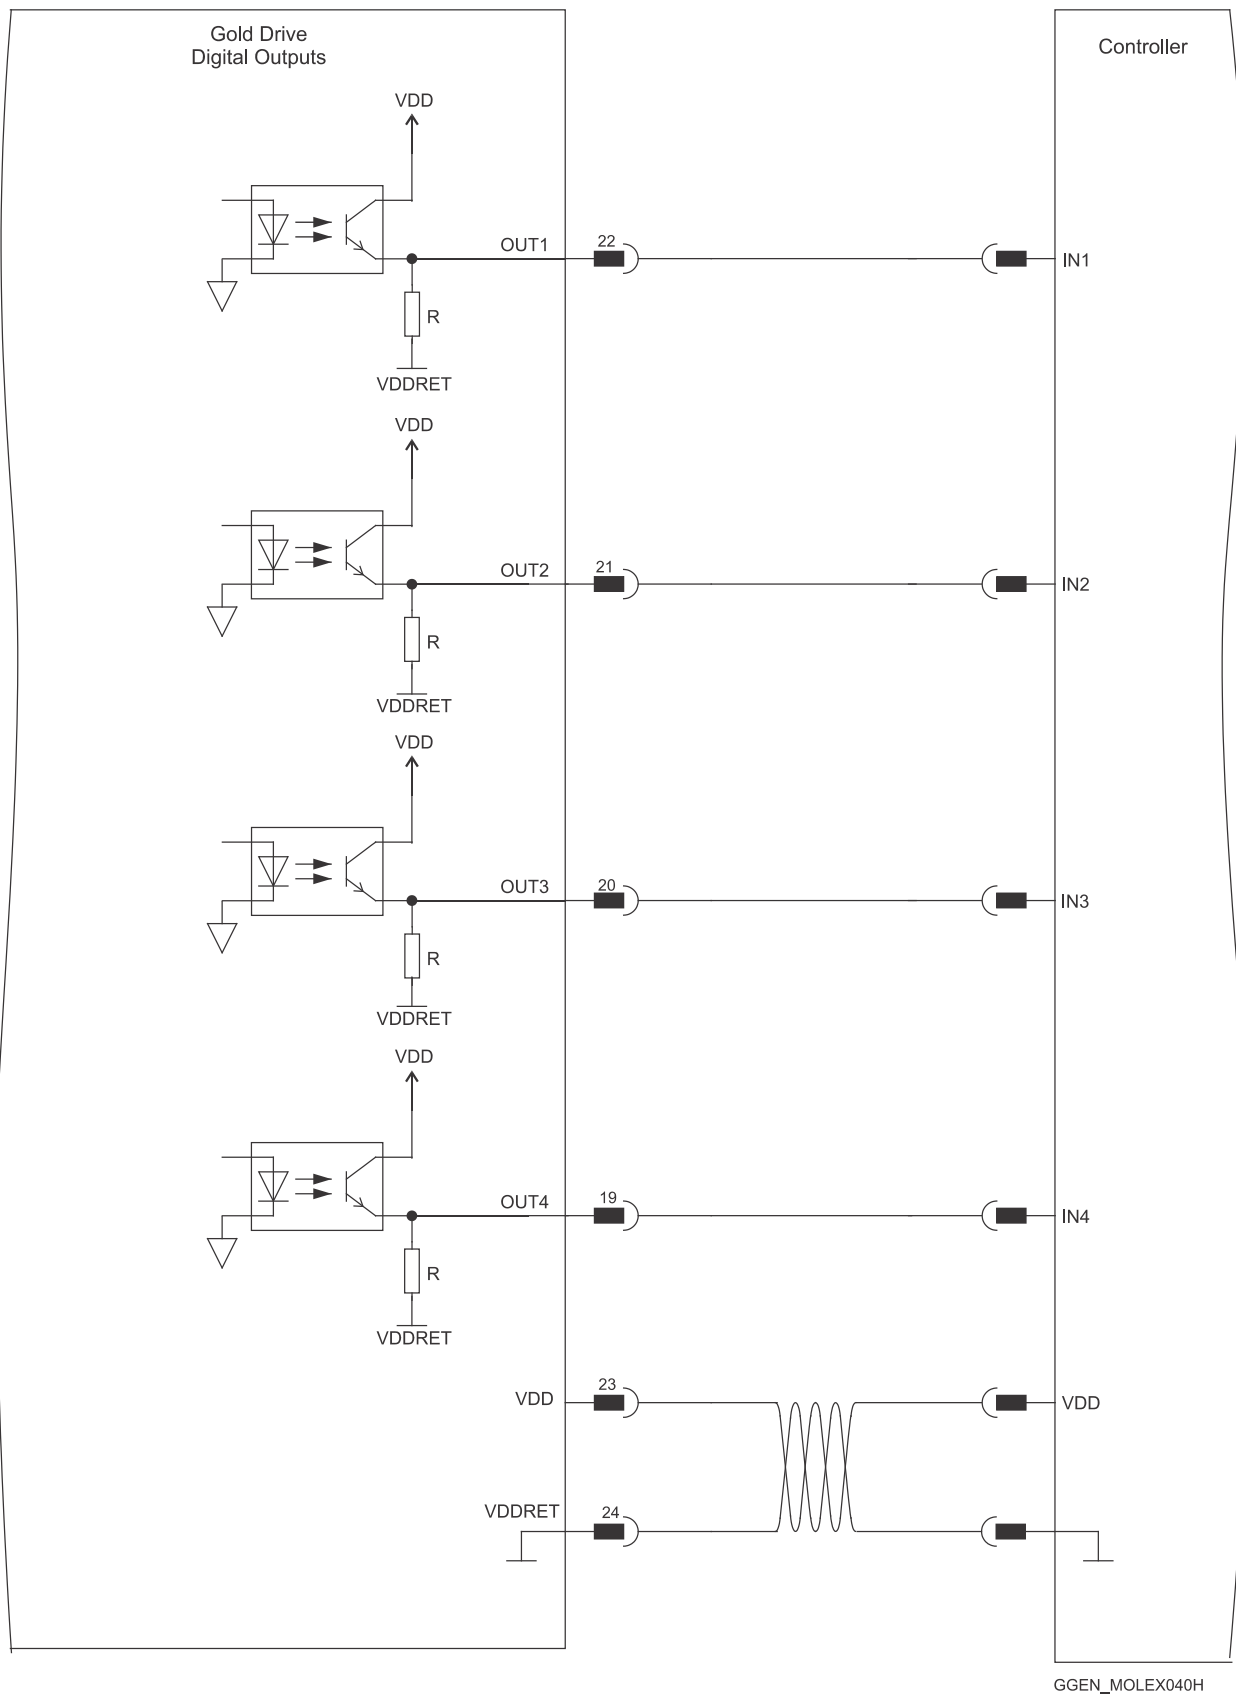 Gold Drive
Digital Outputs
Controller
VDD
OUT1
22
IN1
R
VDDRET
VDD
OUT2
21
IN2
R
VDDRET
VDD
OUT3
20
IN3
R
VDDRET
VDD
OUT4
19
IN4
R
VDDRET
VDD
23
VDD
VDDRET
24
GGEN_MOLEX040H